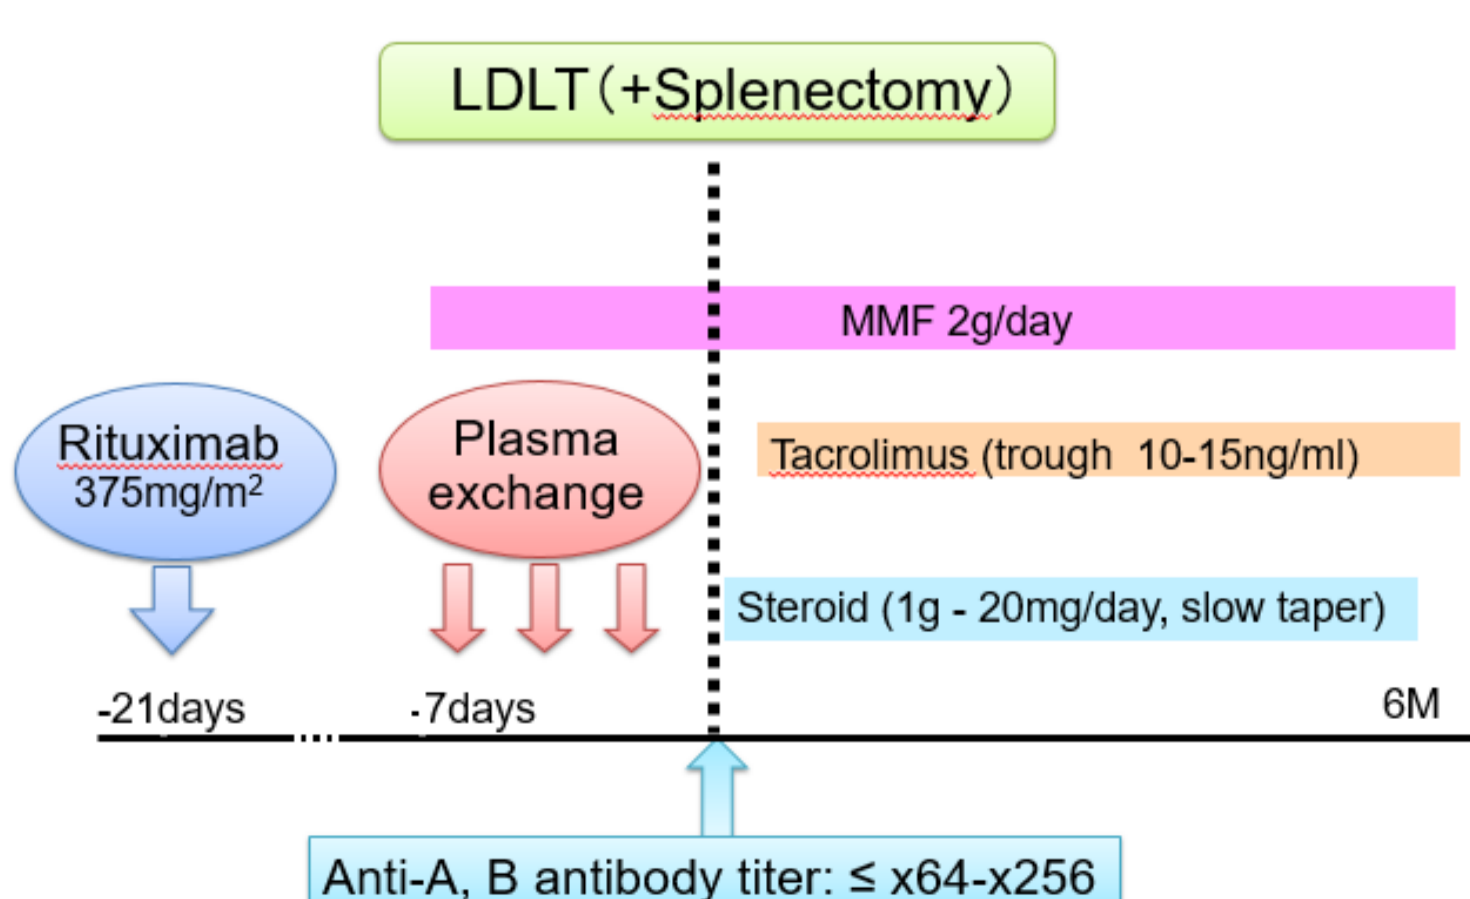 LDLT（+Splenectomy）
MMF 2g/day
Rituximab
375mg/m²
Plasma
exchange
Tacrolimus (trough  10-15ng/ml)
Steroid (1g - 20mg/day, slow taper)
-21days
-7days
6M
Anti-A, B antibody titer: ≤ x64-x256